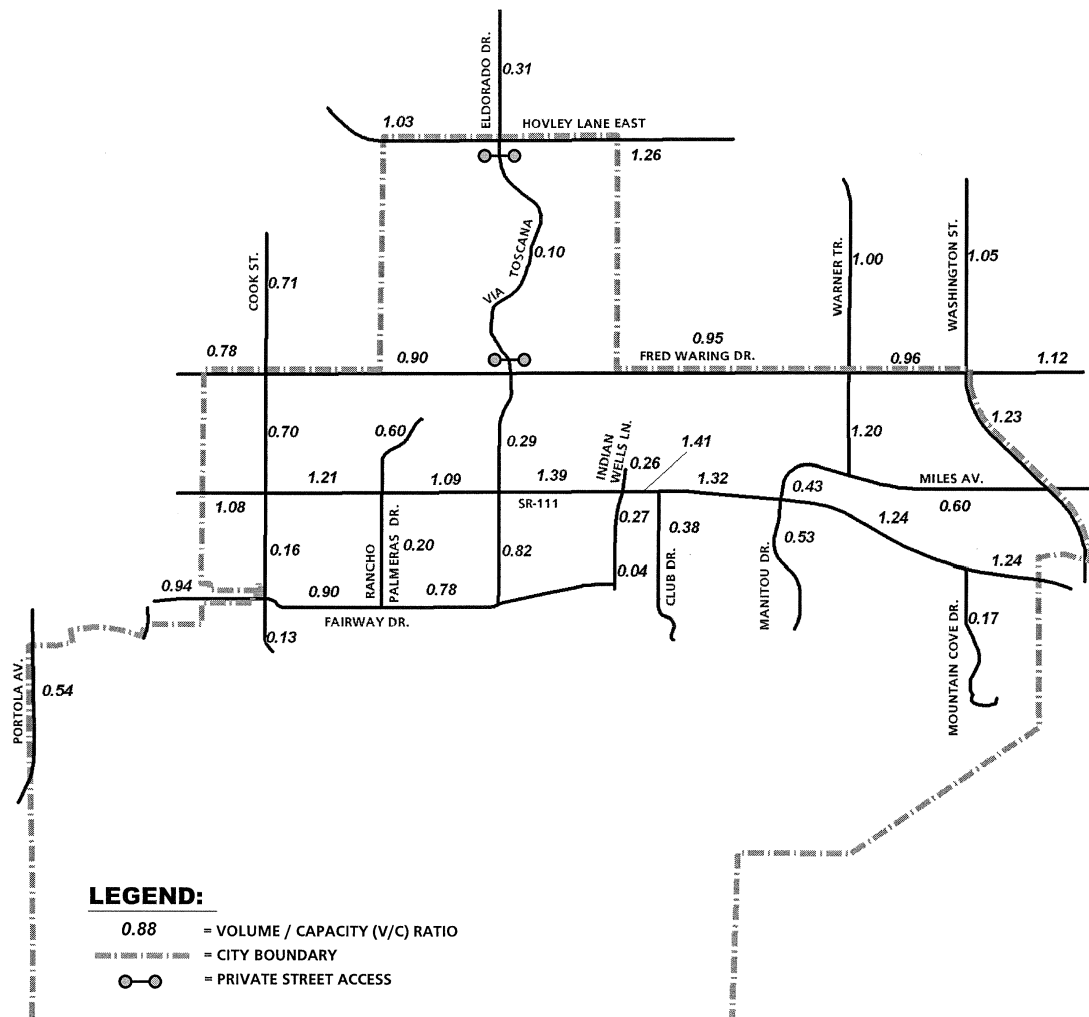 ELDORADO DR.
0.31
1.03
HOVLEY LANE EAST
1.26
VIA
TOSCANA
0.10
COOK ST.
0.71
WARNER TR.
1.00
WASHINGTON ST.
1.05
0.78
0.90
0.95
FRED WARING DR.
0.96
1.12
0.70
0.60
0.29
INDIAN
WELLS LN.
0.26
1.41
1.20
1.23
1.21
1.09
1.39
1.32
0.43
MILES AV.
1.08
SR-111
0.27
0.38
0.60
0.16
RANCHO
PALMERAS DR.
0.20
0.82
0.53
1.24
1.24
0.94
0.90
0.78
0.04
CLUB DR.
MANITOU DR.
FAIRWAY DR.
0.13
0.17
MOUNTAIN COVE DR.
PORTOLA AV.
0.54
LEGEND:
0.88 = VOLUME / CAPACITY (V/C) RATIO
= CITY BOUNDARY
= PRIVATE STREET ACCESS